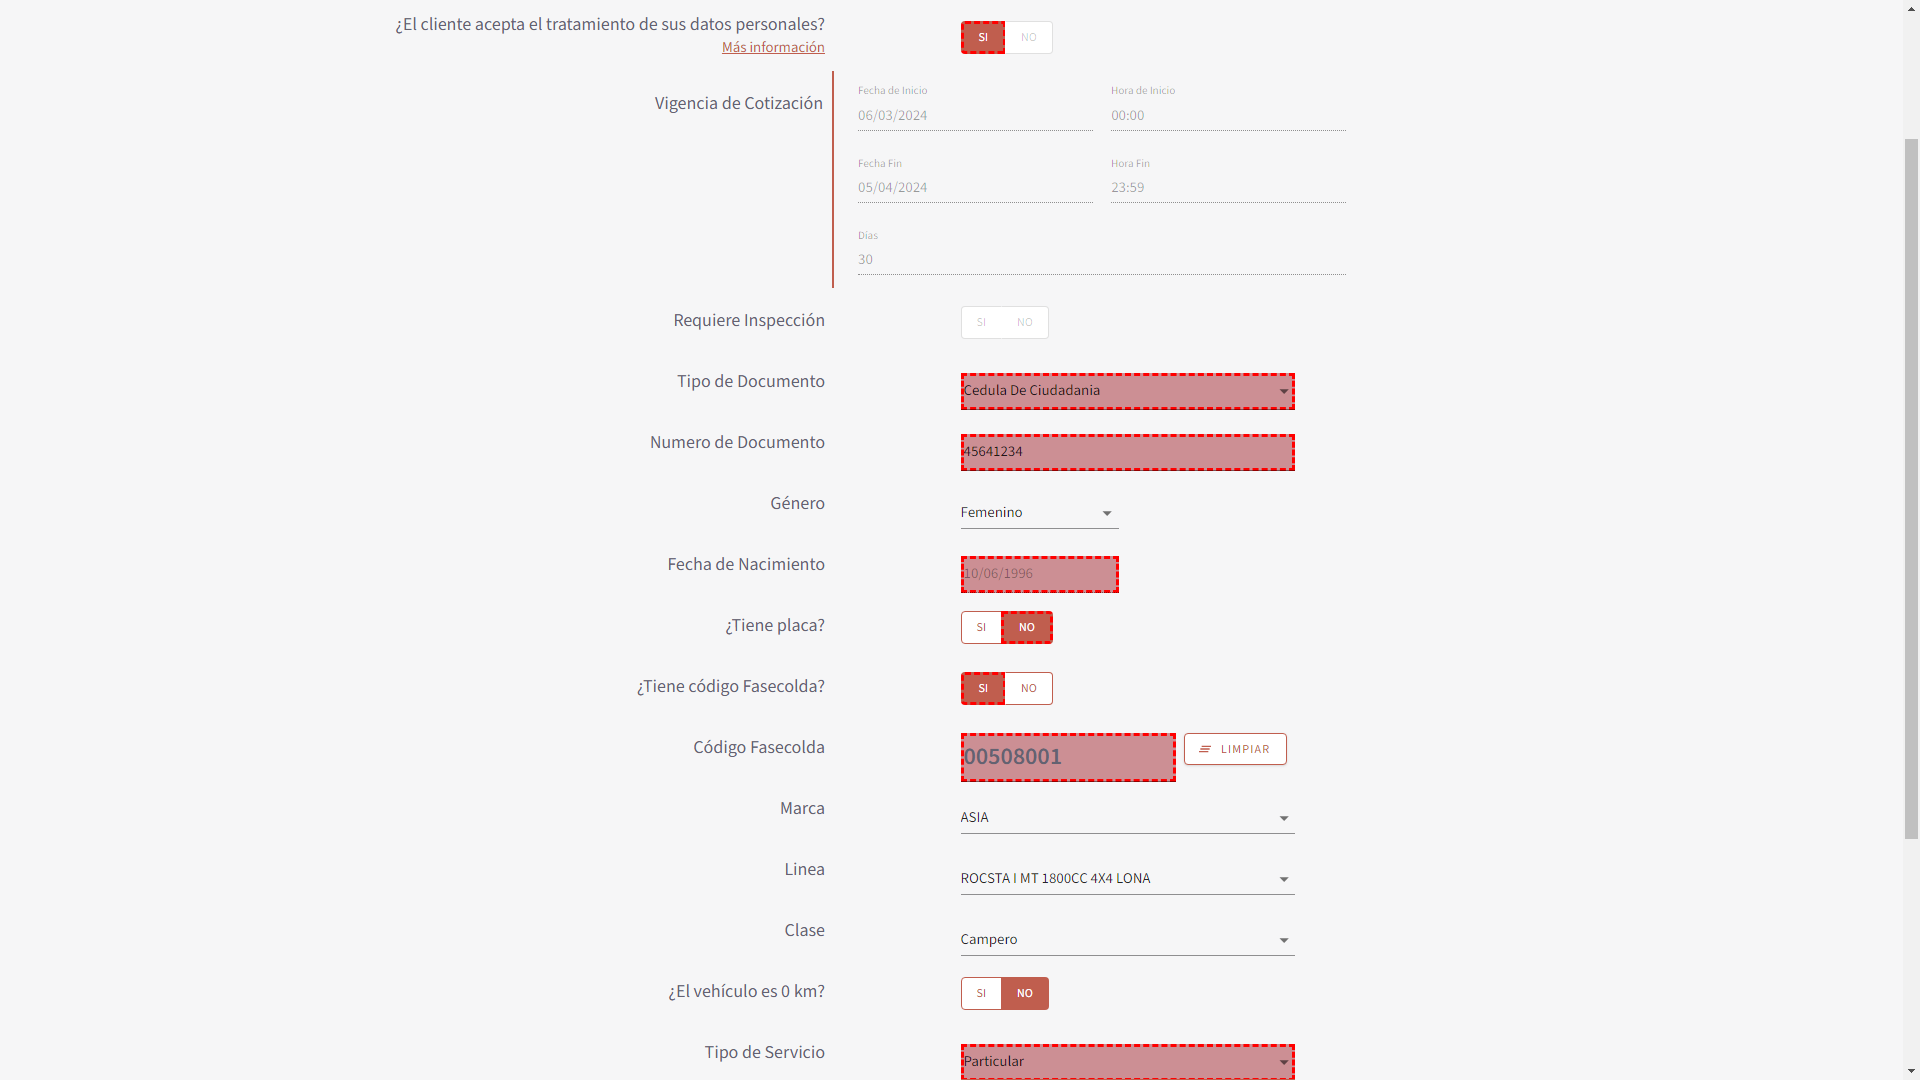 ¿El cliente acepta el tratamiento de sus datos personales?
Más información
SI NO
Vigencia de Cotización
Fecha de Inicio
06/03/2024
Hora de Inicio
00:00
Fecha Fin
05/04/2024
Hora Fin
23:59
Días
30
Requiere Inspección
SI NO
Tipo de Documento
Cedula De Ciudadania
Numero de Documento
45641234
Género
Femenino
Fecha de Nacimiento
10/06/1996
¿Tiene placa?
SI NO
¿Tiene código Fasecolda?
SI NO
Código Fasecolda
00508001
LIMPIAR
Marca
ASIA
Linea
ROCSTA I MT 1800CC 4X4 LONA
Clase
Campero
¿El vehículo es 0 km?
SI NO
Tipo de Servicio
Particular